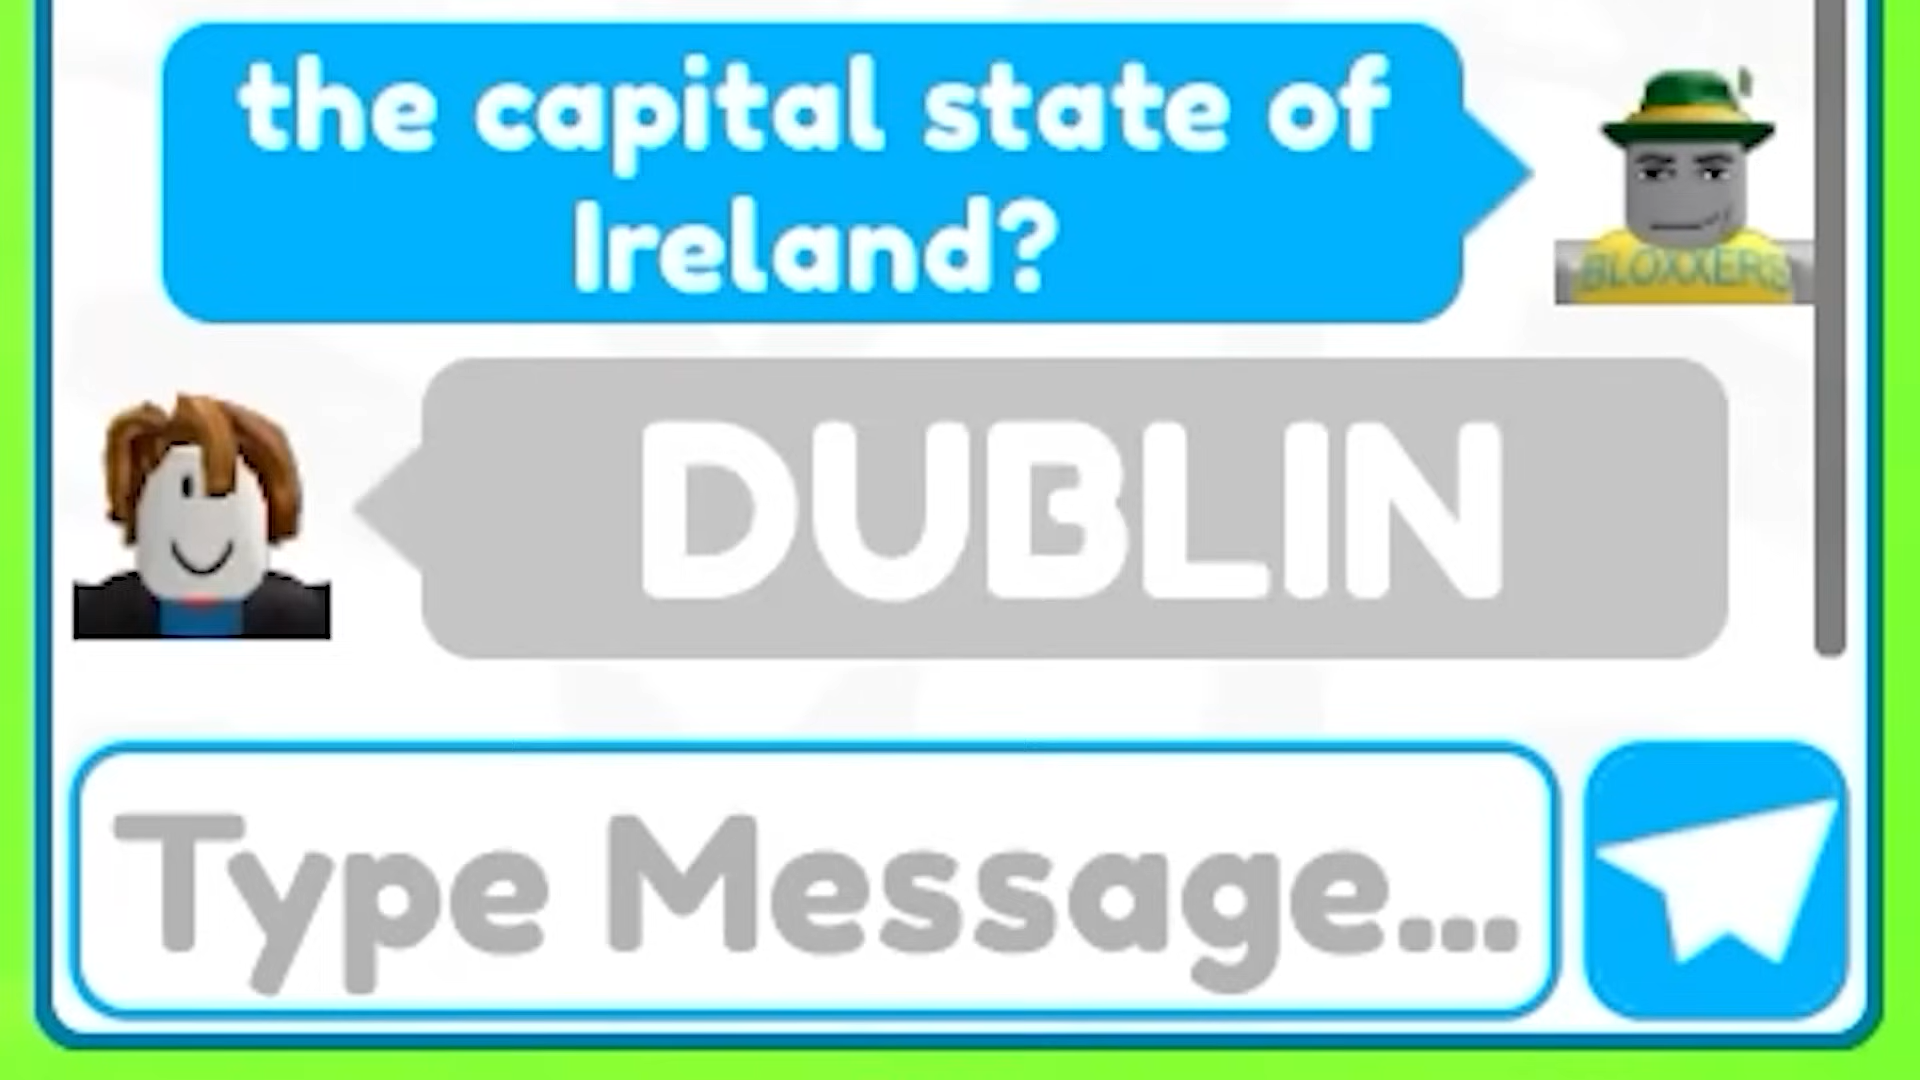 the capital state of
Ireland?
BLOXXERS
DUBLIN
Type Message...